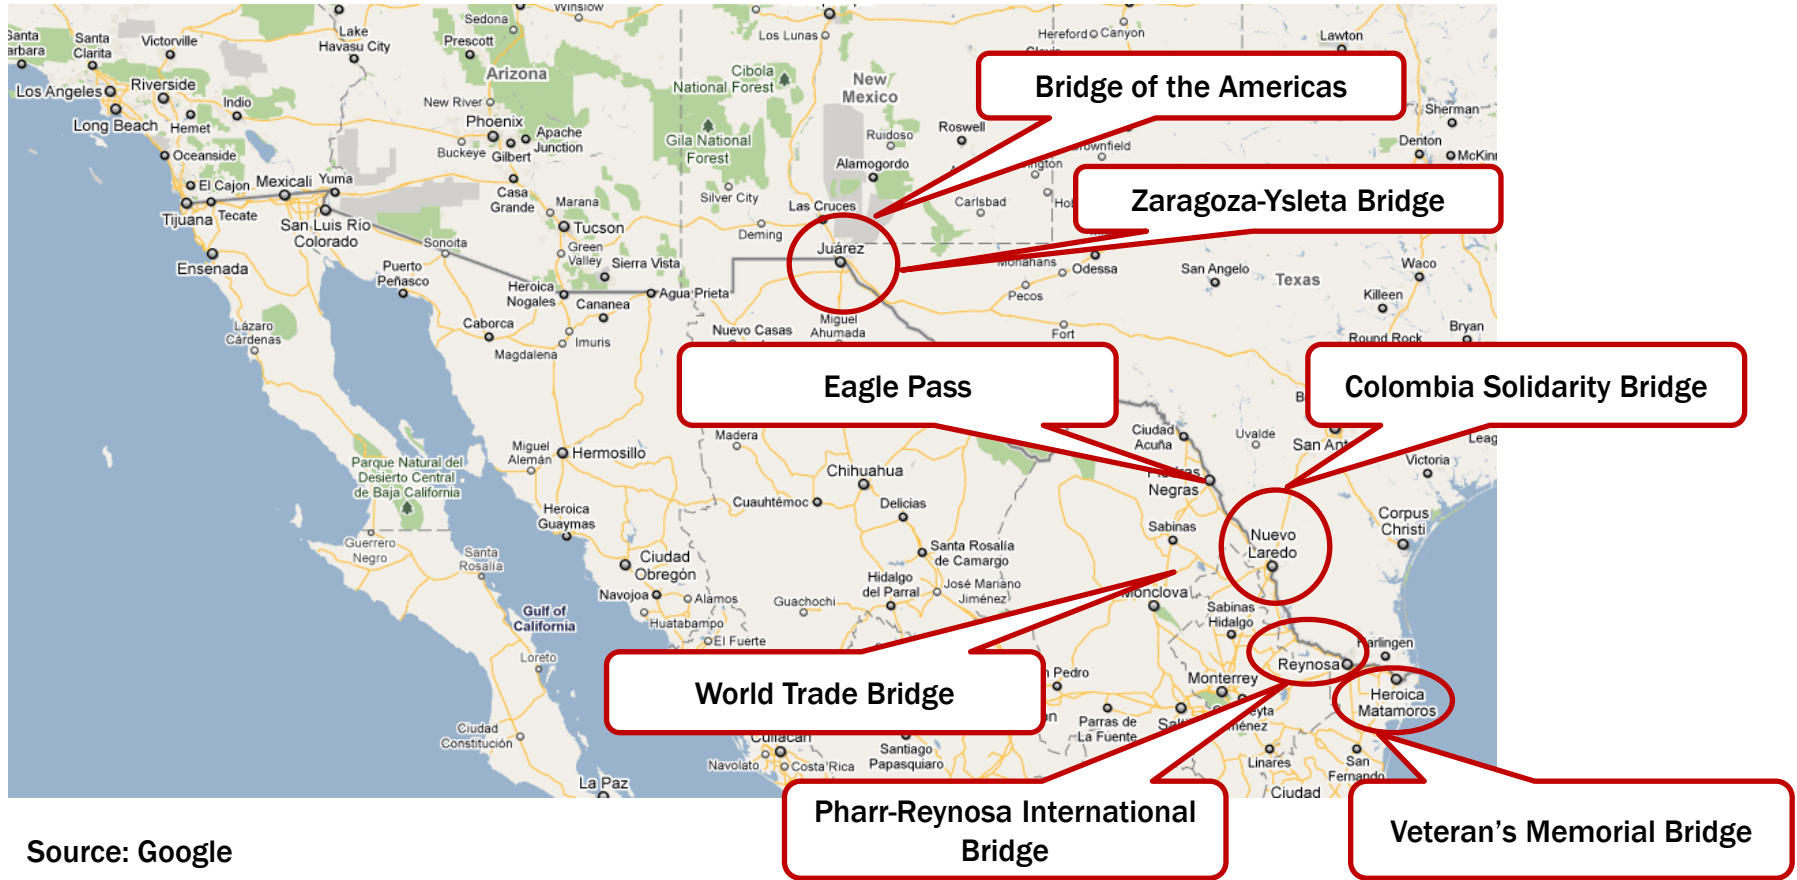 Winslow
Sedona
Santa
Barbara
Santa
Clarita
Victorville
Lake
Havasu City
Prescott
Los Lunas
Hereford
Canyon
Lawton
Arizona
Cibola
National Forest
New
Mexico
Bridge of the Americas
Los Angeles
Riverside
Indio
New River
Phoenix
Apache
Junction
Long Beach
Hemet
Buckeye
Gilbert
Gila National
Forest
Ruidoso
Roswell
Sherman
Denton
Oceanside
Alamogordo
El Cajon
Mexicali
Yuma
Casa
Grande
Marana
Silver City
Las Cruces
Carlsbad
Zaragoza-Ysleta Bridge
Tijuana
Tecate
San Luis Río
Colorado
Tucson
Deming
Sonoita
Green
Valley
Juárez
Ensenada
Puerto
Peñasco
Sierra Vista
Monahans
Odessa
San Angelo
Texas
Waco
Heroica
Nogales
Cananea
Agua Prieta
Pecos
Killeen
Lázaro
Cárdenas
Caborca
Imuris
Magdalena
Nuevo Casas
Miguel
Ahumada
Fort
Round Rock
Bryan
Eagle Pass
Colombia Solidarity Bridge
Miguel
Alemán
Hermosillo
Madera
Ciudad
Acuña
Uvalde
San Ant
Leag
Parque Natural del
Desierto Central
de Baja California
Chihuahua
Piedras
Negras
Victoria
Cuauhtémoc
Delicias
Heroica
Guaymas
Sabinas
Nuevo
Laredo
Corpus
Christi
Guerrero
Negro
Santa
Rosalía
Ciudad
Obregón
Santa Rosalía
de Camargo
Navojoa
Alamos
Guachochi
Hidalgo
del Parral
José Mariano
Jiménez
Monclova
Gulf of
California
Huatabampo
El Fuerte
Sabinas
Hidalgo
Loreto
Harlingen
Reynosa
World Trade Bridge
n Pedro
Monterrey
Heroica
Matamoros
Ciudad
Constitución
Culiacán
Navolato
Costa Rica
Santiago
Papasquiaro
Parras de
La Fuente
Linares
San
Fernando
La Paz
Ciudad
Pharr-Reynosa International
Bridge
Veteran’s Memorial Bridge
Source: Google